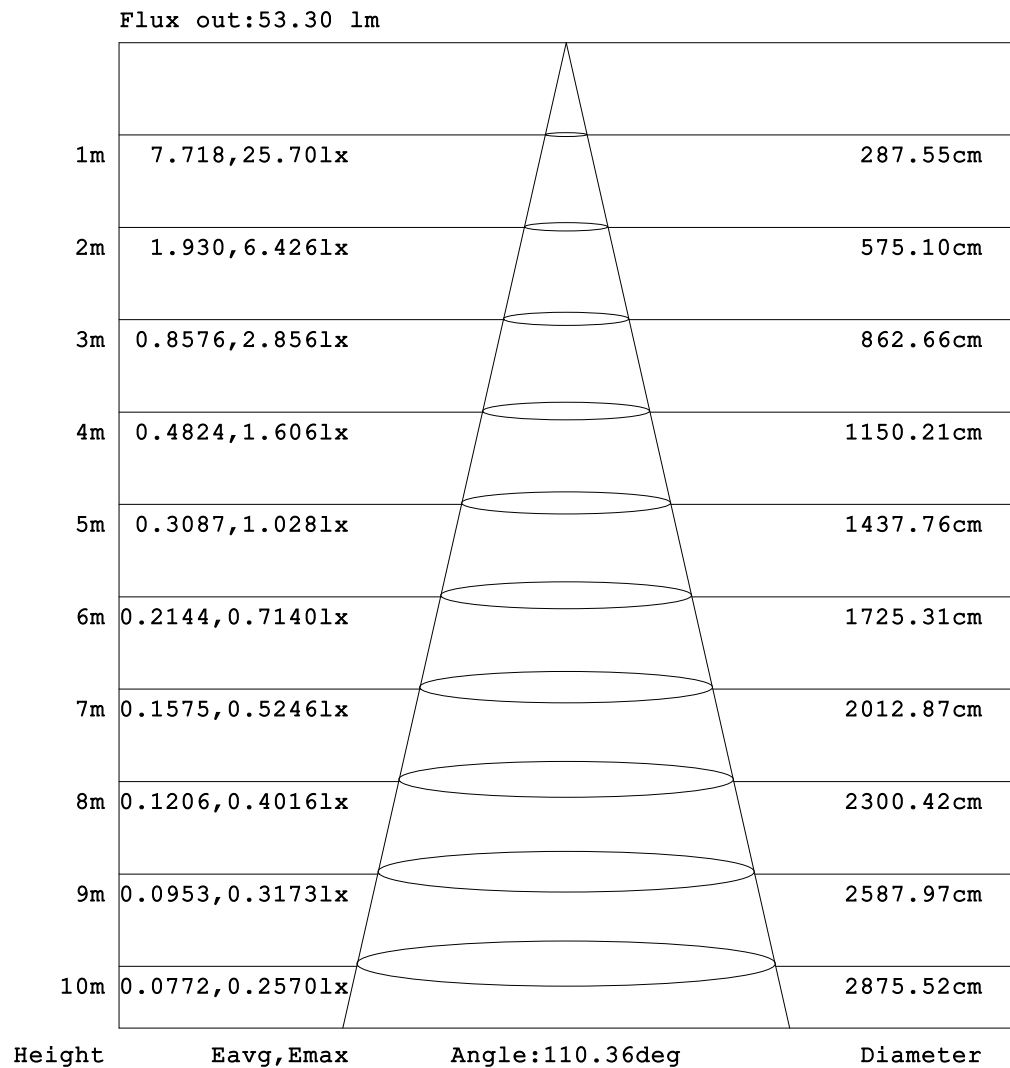 Flux out:53.30 lm
1m 7.718,25.70lx 287.55cm
2m 1.930,6.426lx 575.10cm
3m 0.8576,2.856lx 862.66cm
4m 0.4824,1.606lx 1150.21cm
5m 0.3087,1.028lx 1437.76cm
6m 0.2144,0.7140lx 1725.31cm
7m 0.1575,0.5246lx 2012.87cm
8m 0.1206,0.4016lx 2300.42cm
9m 0.0953,0.3173lx 2587.97cm
10m 0.0772,0.2570lx 2875.52cm
Height Eavg,Emax Angle:110.36deg Diameter